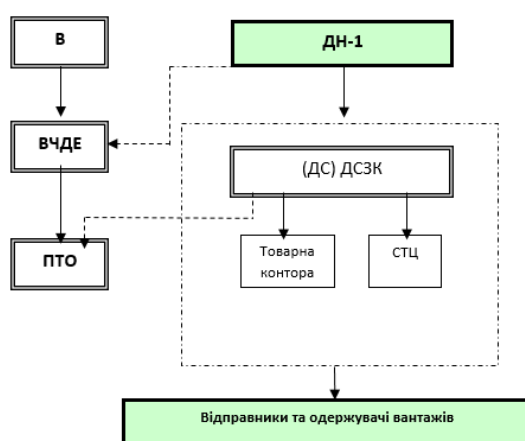 В
ДН-1
ВЧДЕ
(ДС) ДСЗК
ПТО
Товарна
контора
СТЦ
Відправники та одержувачі вантажів